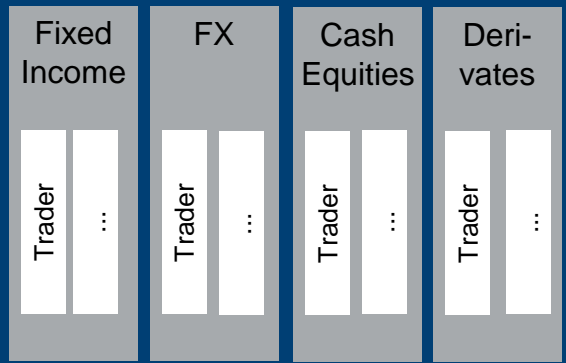 Fixed
Income
FX
Cash
Equities
Deri-
vates
Trader
...
Trader
...
Trader
...
Trader
...